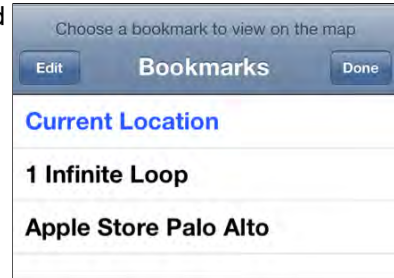 d
Choose a bookmark to view on the map
Edit Bookmarks Done
Current Location
1 Infinite Loop
Apple Store Palo Alto